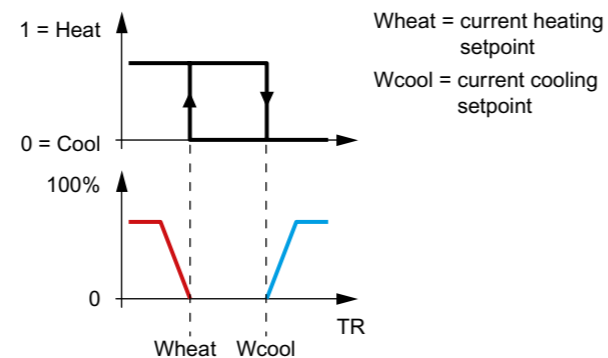 1 = Heat
Wheat = current heating
setpoint
Wcool = current cooling
setpoint
0 = Cool
100%
0
TR
Wheat Wcool